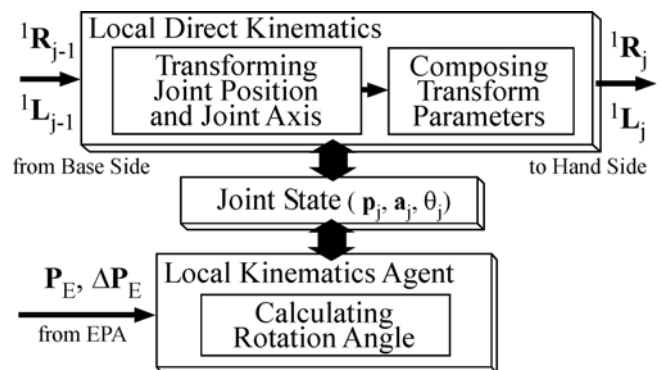 Local Direct Kinematics
¹R_j-1
¹L_j-1
from Base Side
Transforming
Joint Position
and Joint Axis
Composing
Transform
Parameters
¹R_j
¹L_j
to Hand Side
Joint State ( p_j, a_j, θ_j)
Local Kinematics Agent
P_E, ΔP_E
from EPA
Calculating
Rotation Angle